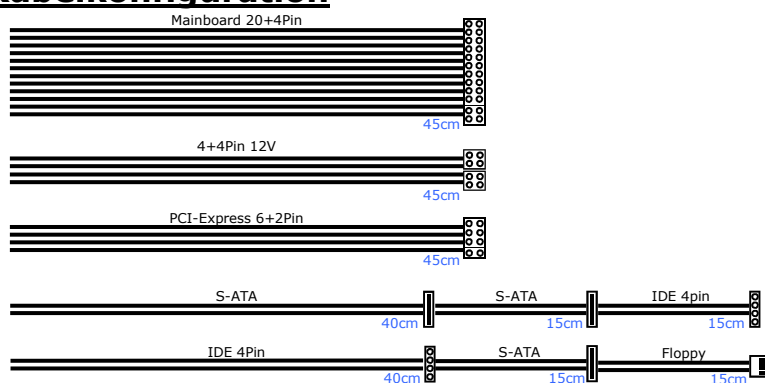 Kabelkonfiguration
Mainboard 20+4Pin
45cm
4+4Pin 12V
45cm
PCI-Express 6+2Pin
45cm
S-ATA S-ATA IDE 4pin
40cm 15cm 15cm
IDE 4Pin S-ATA Floppy
40cm 15cm 15cm